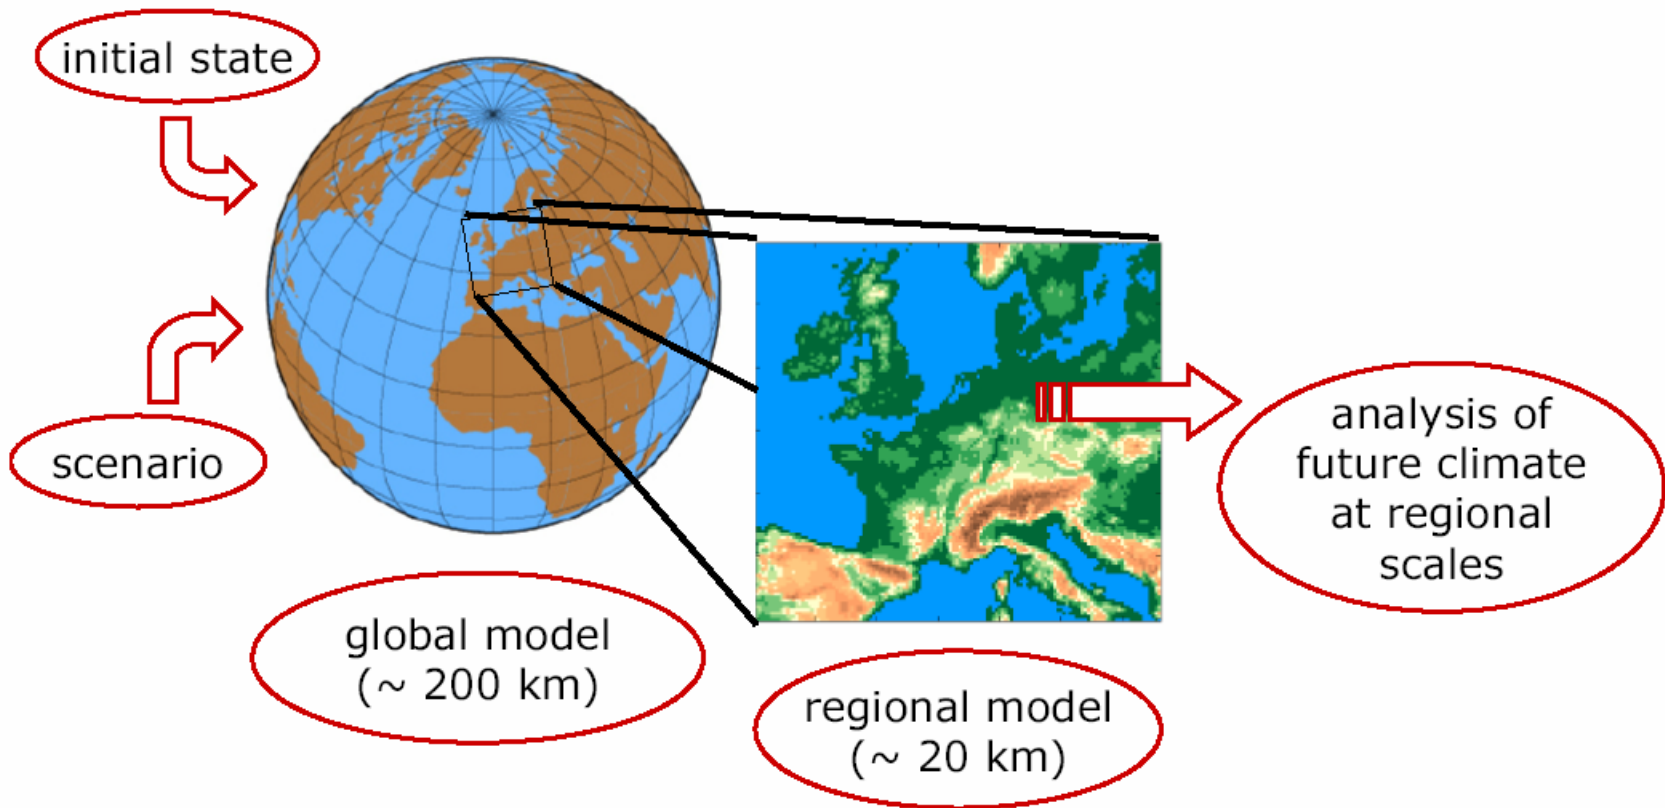 initial state
scenario
global model
(~ 200 km)
regional model
(~ 20 km)
analysis of
future climate
at regional
scales